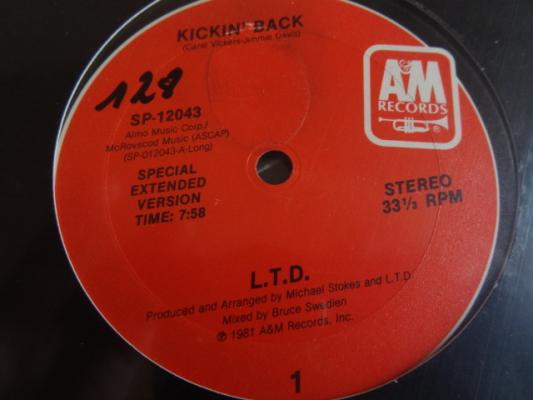 KICKIN' BACK
(Carle Vickers-Jimmie Davis)
128
A&M
RECORDS
SP-12043
Almo Music Corp./
McRovscod Music (ASCAP)
(SP-012043-A-Long)
SPECIAL
EXTENDED
VERSION
TIME: 7:58
STEREO
33⅓ RPM
L.T.D.
Produced and Arranged by Michael Stokes and L.T.D.
Mixed by Bruce Swedien
℗ 1981 A&M Records, Inc.
1